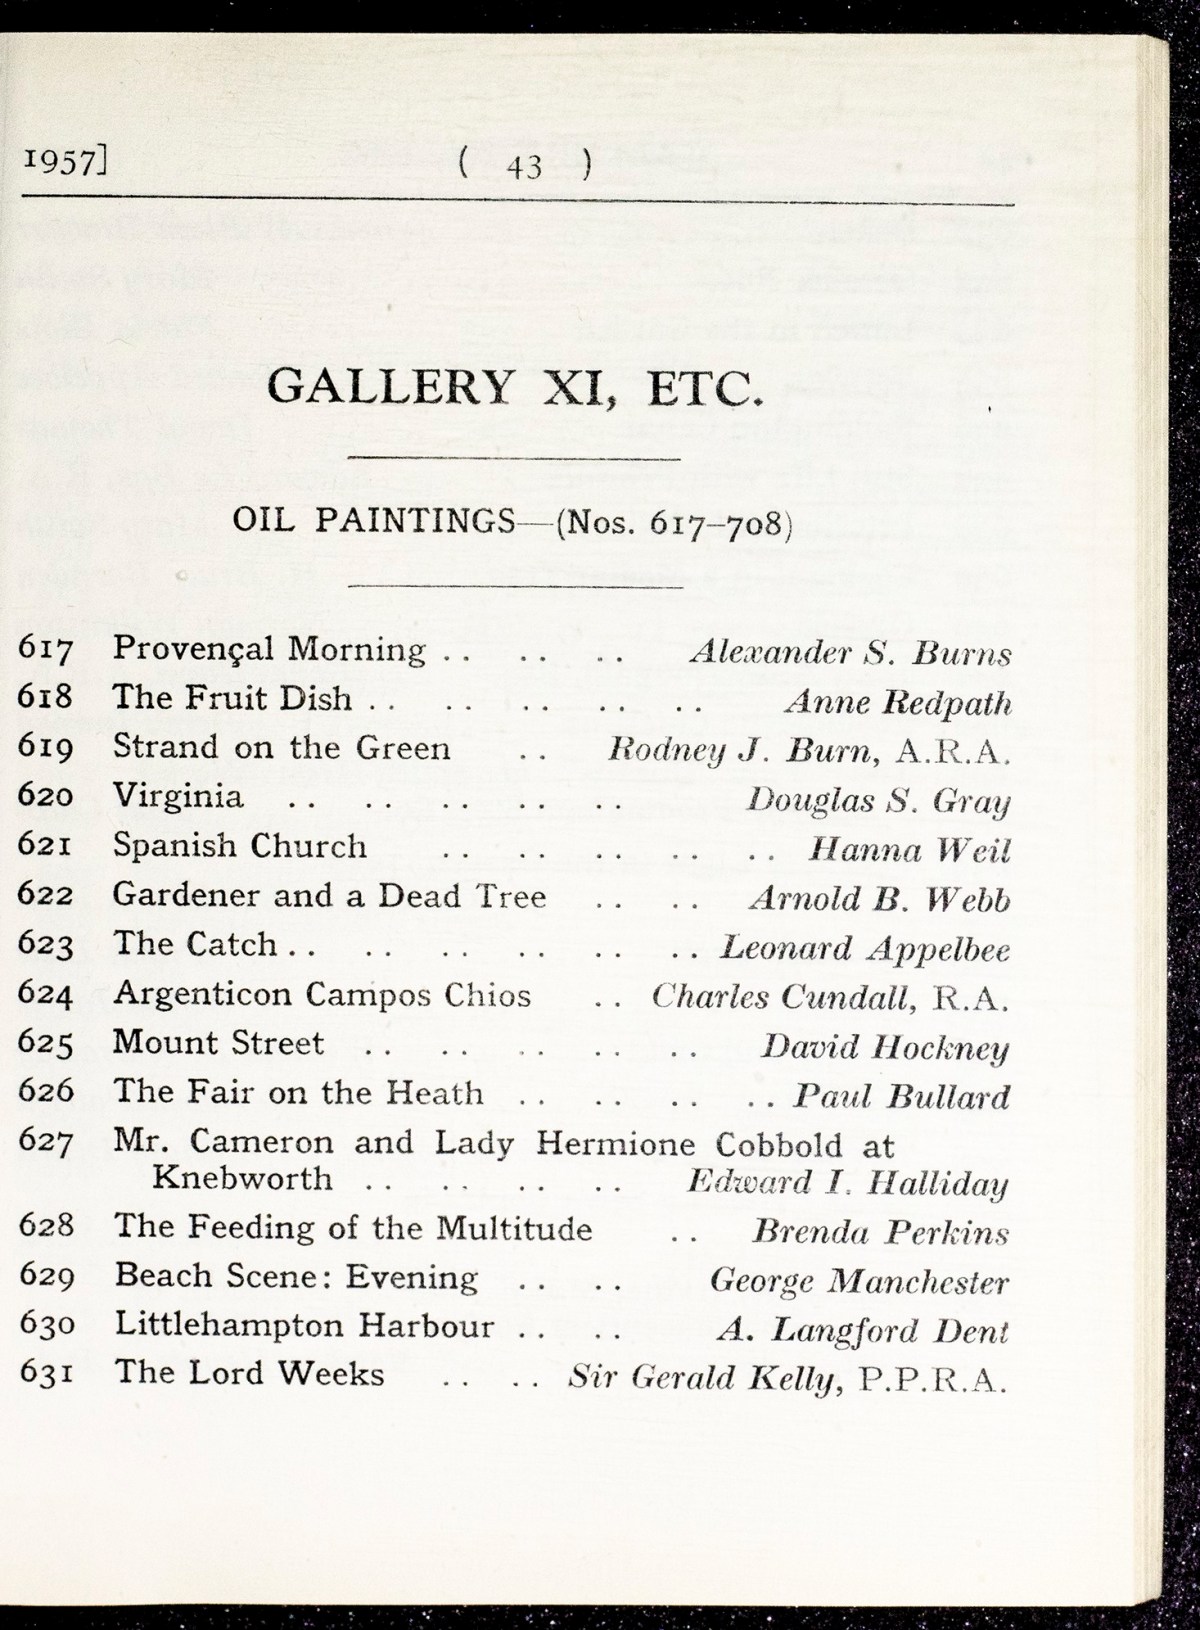 1957] ( 43 )
GALLERY XI, ETC.
OIL PAINTINGS—(Nos. 617–708)
617 Provençal Morning .. .. .. Alexander S. Burns
618 The Fruit Dish .. .. .. .. .. Anne Redpath
619 Strand on the Green .. Rodney J. Burn, A.R.A.
620 Virginia .. .. .. .. .. Douglas S. Gray
621 Spanish Church .. .. .. .. .. Hanna Weil
622 Gardener and a Dead Tree .. .. Arnold B. Webb
623 The Catch .. .. .. .. .. .. Leonard Appelbee
624 Argenticon Campos Chios .. Charles Cundall, R.A.
625 Mount Street .. .. .. .. .. David Hockney
626 The Fair on the Heath .. .. .. .. Paul Bullard
627 Mr. Cameron and Lady Hermione Cobbold at
Knebworth .. .. .. .. Edward I. Halliday
628 The Feeding of the Multitude .. Brenda Perkins
629 Beach Scene: Evening .. .. George Manchester
630 Littlehampton Harbour .. .. A. Langford Dent
631 The Lord Weeks .. .. Sir Gerald Kelly, P.P.R.A.